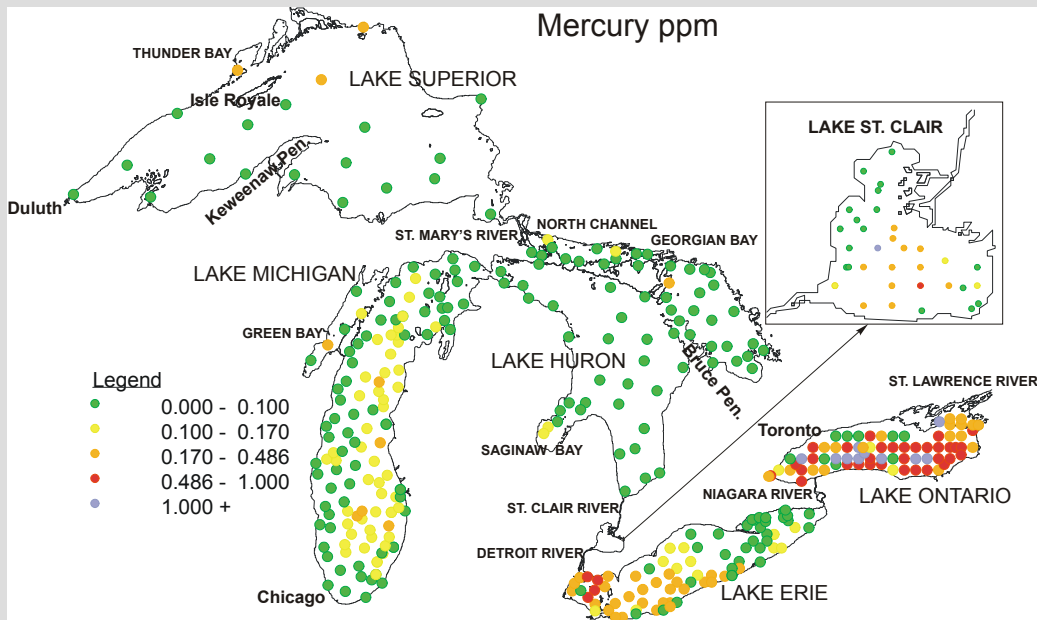 Mercury ppm
THUNDER BAY
LAKE SUPERIOR
Isle Royale
Keweenaw Pen.
Duluth
LAKE ST. CLAIR
NORTH CHANNEL
ST. MARY'S RIVER
GEORGIAN BAY
LAKE MICHIGAN
GREEN BAY
LAKE HURON
Bruce Pen.
Legend
0.000 - 0.100
0.100 - 0.170
0.170 - 0.486
0.486 - 1.000
1.000 +
SAGINAW BAY
ST. LAWRENCE RIVER
Toronto
NIAGARA RIVER
LAKE ONTARIO
ST. CLAIR RIVER
DETROIT RIVER
LAKE ERIE
Chicago